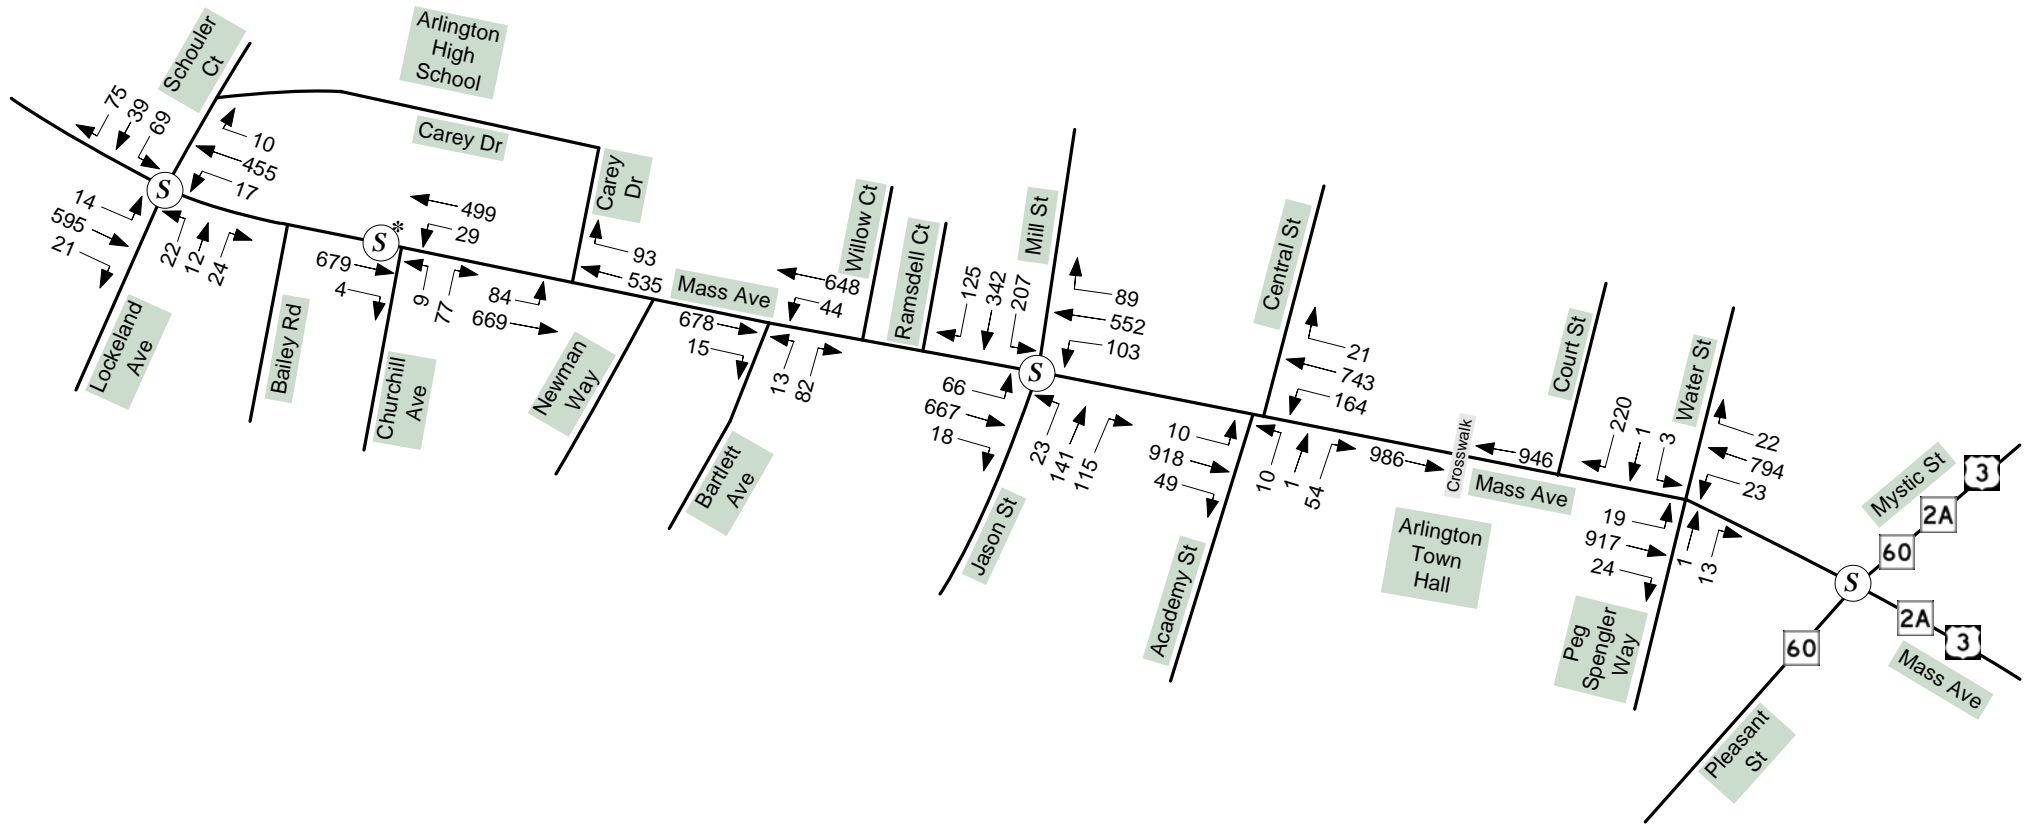 Schouler
Ct
Arlington
High
School
Carey Dr
Carey
Dr
75
39
69
10
455
17
S
14
595
21
22
12
24
Lockeland
Ave
Bailey Rd
S
*
499
29
679
4
9
77
Churchill
Ave
93
535
84
669
Newman
Way
Mass Ave
648
44
678
15
13
82
Bartlett
Ave
Willow Ct
Ramsdell Ct
Mill St
125
342
207
89
552
103
S
66
667
18
23
141
115
Jason St
Central St
21
743
164
10
918
49
10
1
54
Academy St
986
Crosswalk
946
Mass Ave
Arlington
Town
Hall
Court St
Water St
220
1
3
22
794
23
19
917
24
1
13
Peg
Spengler
Way
Mystic St
3
2A
60
S
2A
3
60
Mass Ave
Pleasant
St